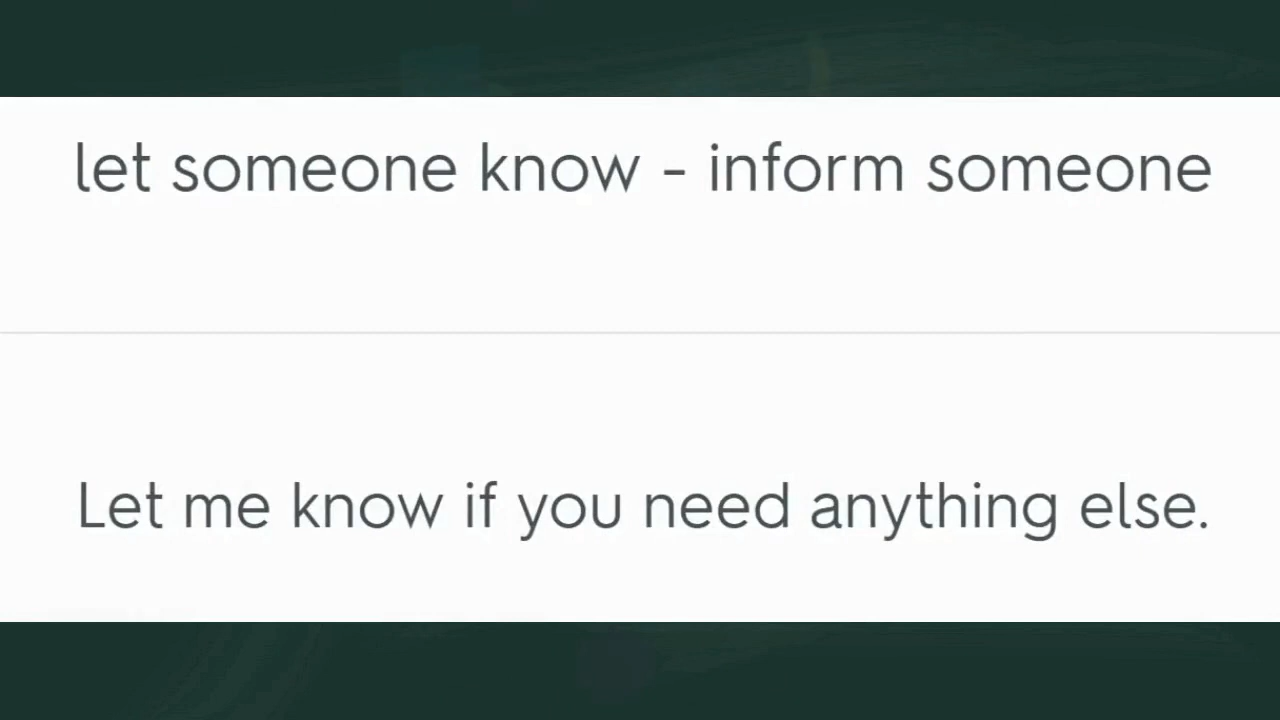 let someone know - inform someone
Let me know if you need anything else.